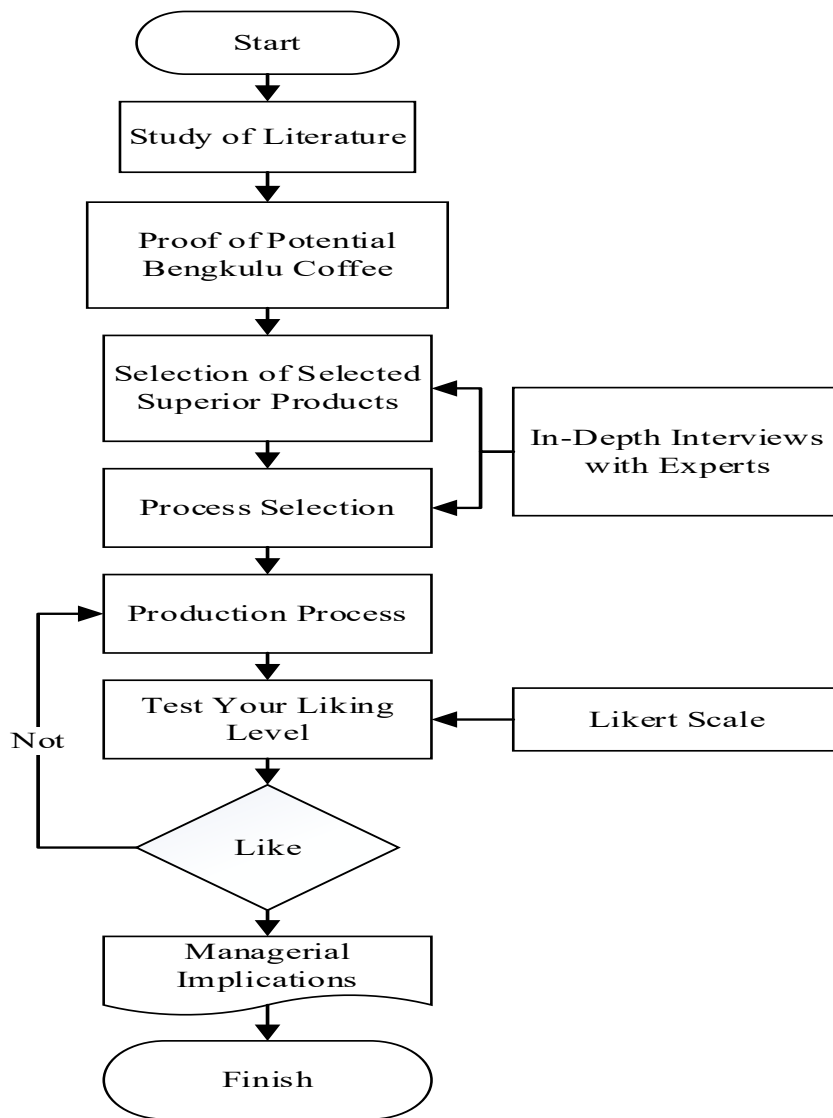 Start
Study of Literature
Proof of Potential
Bengkulu Coffee
Selection of Selected
Superior Products
In-Depth Interviews
with Experts
Process Selection
Production Process
Test Your Liking
Level
Likert Scale
Not
Like
Managerial
Implications
Finish